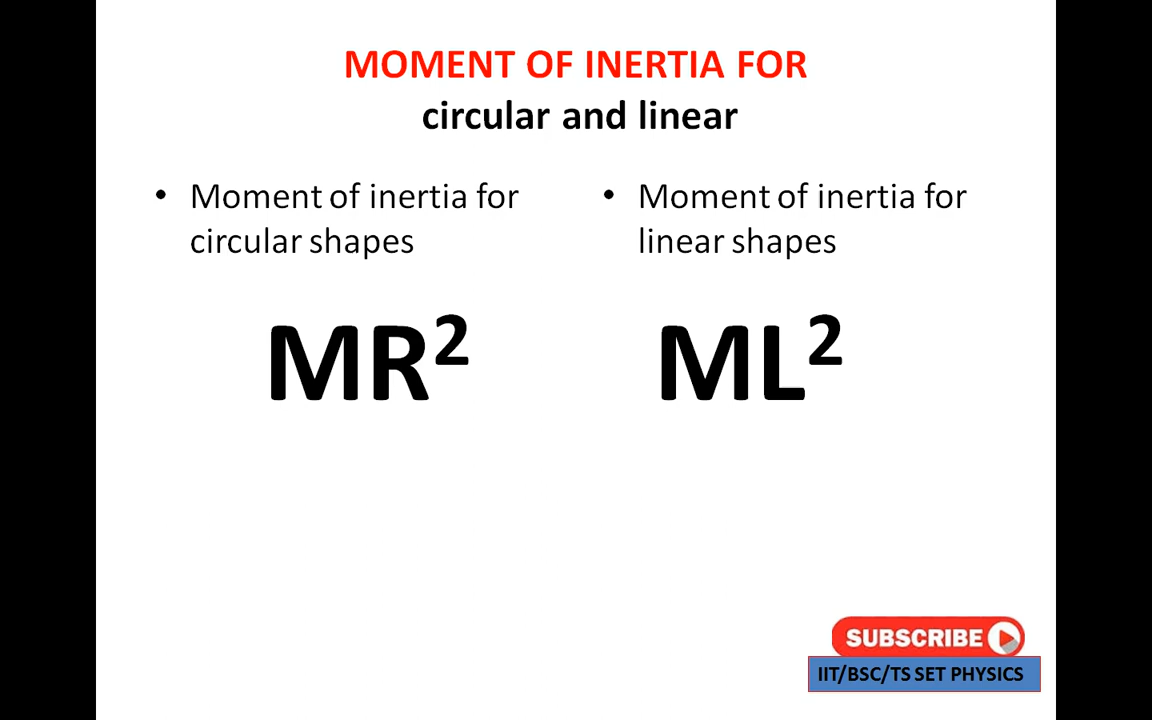 MOMENT OF INERTIA FOR
circular and linear
• Moment of inertia for
circular shapes
• Moment of inertia for
linear shapes
MR²
ML²
SUBSCRIBE
IIT/BSC/TS SET PHYSICS